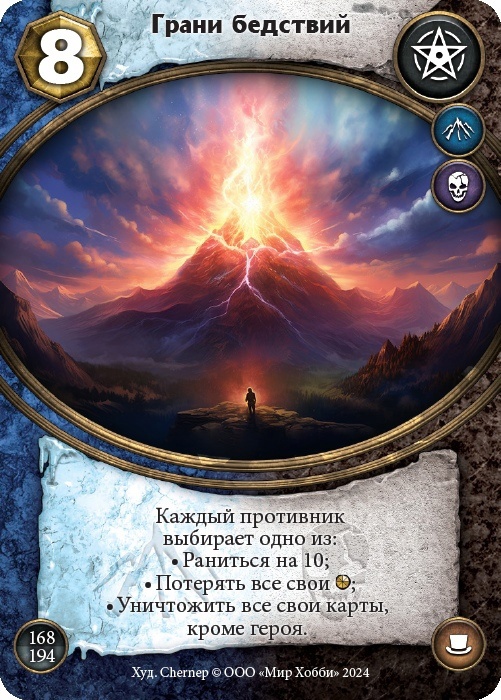 8
Грани бедствий
Каждый противник
выбирает одно из:
• Раниться на 10;
• Потерять все свои ;
• Уничтожить все свои карты,
кроме героя.
168
194
Худ. Chernep © ООО «Мир Хобби» 2024